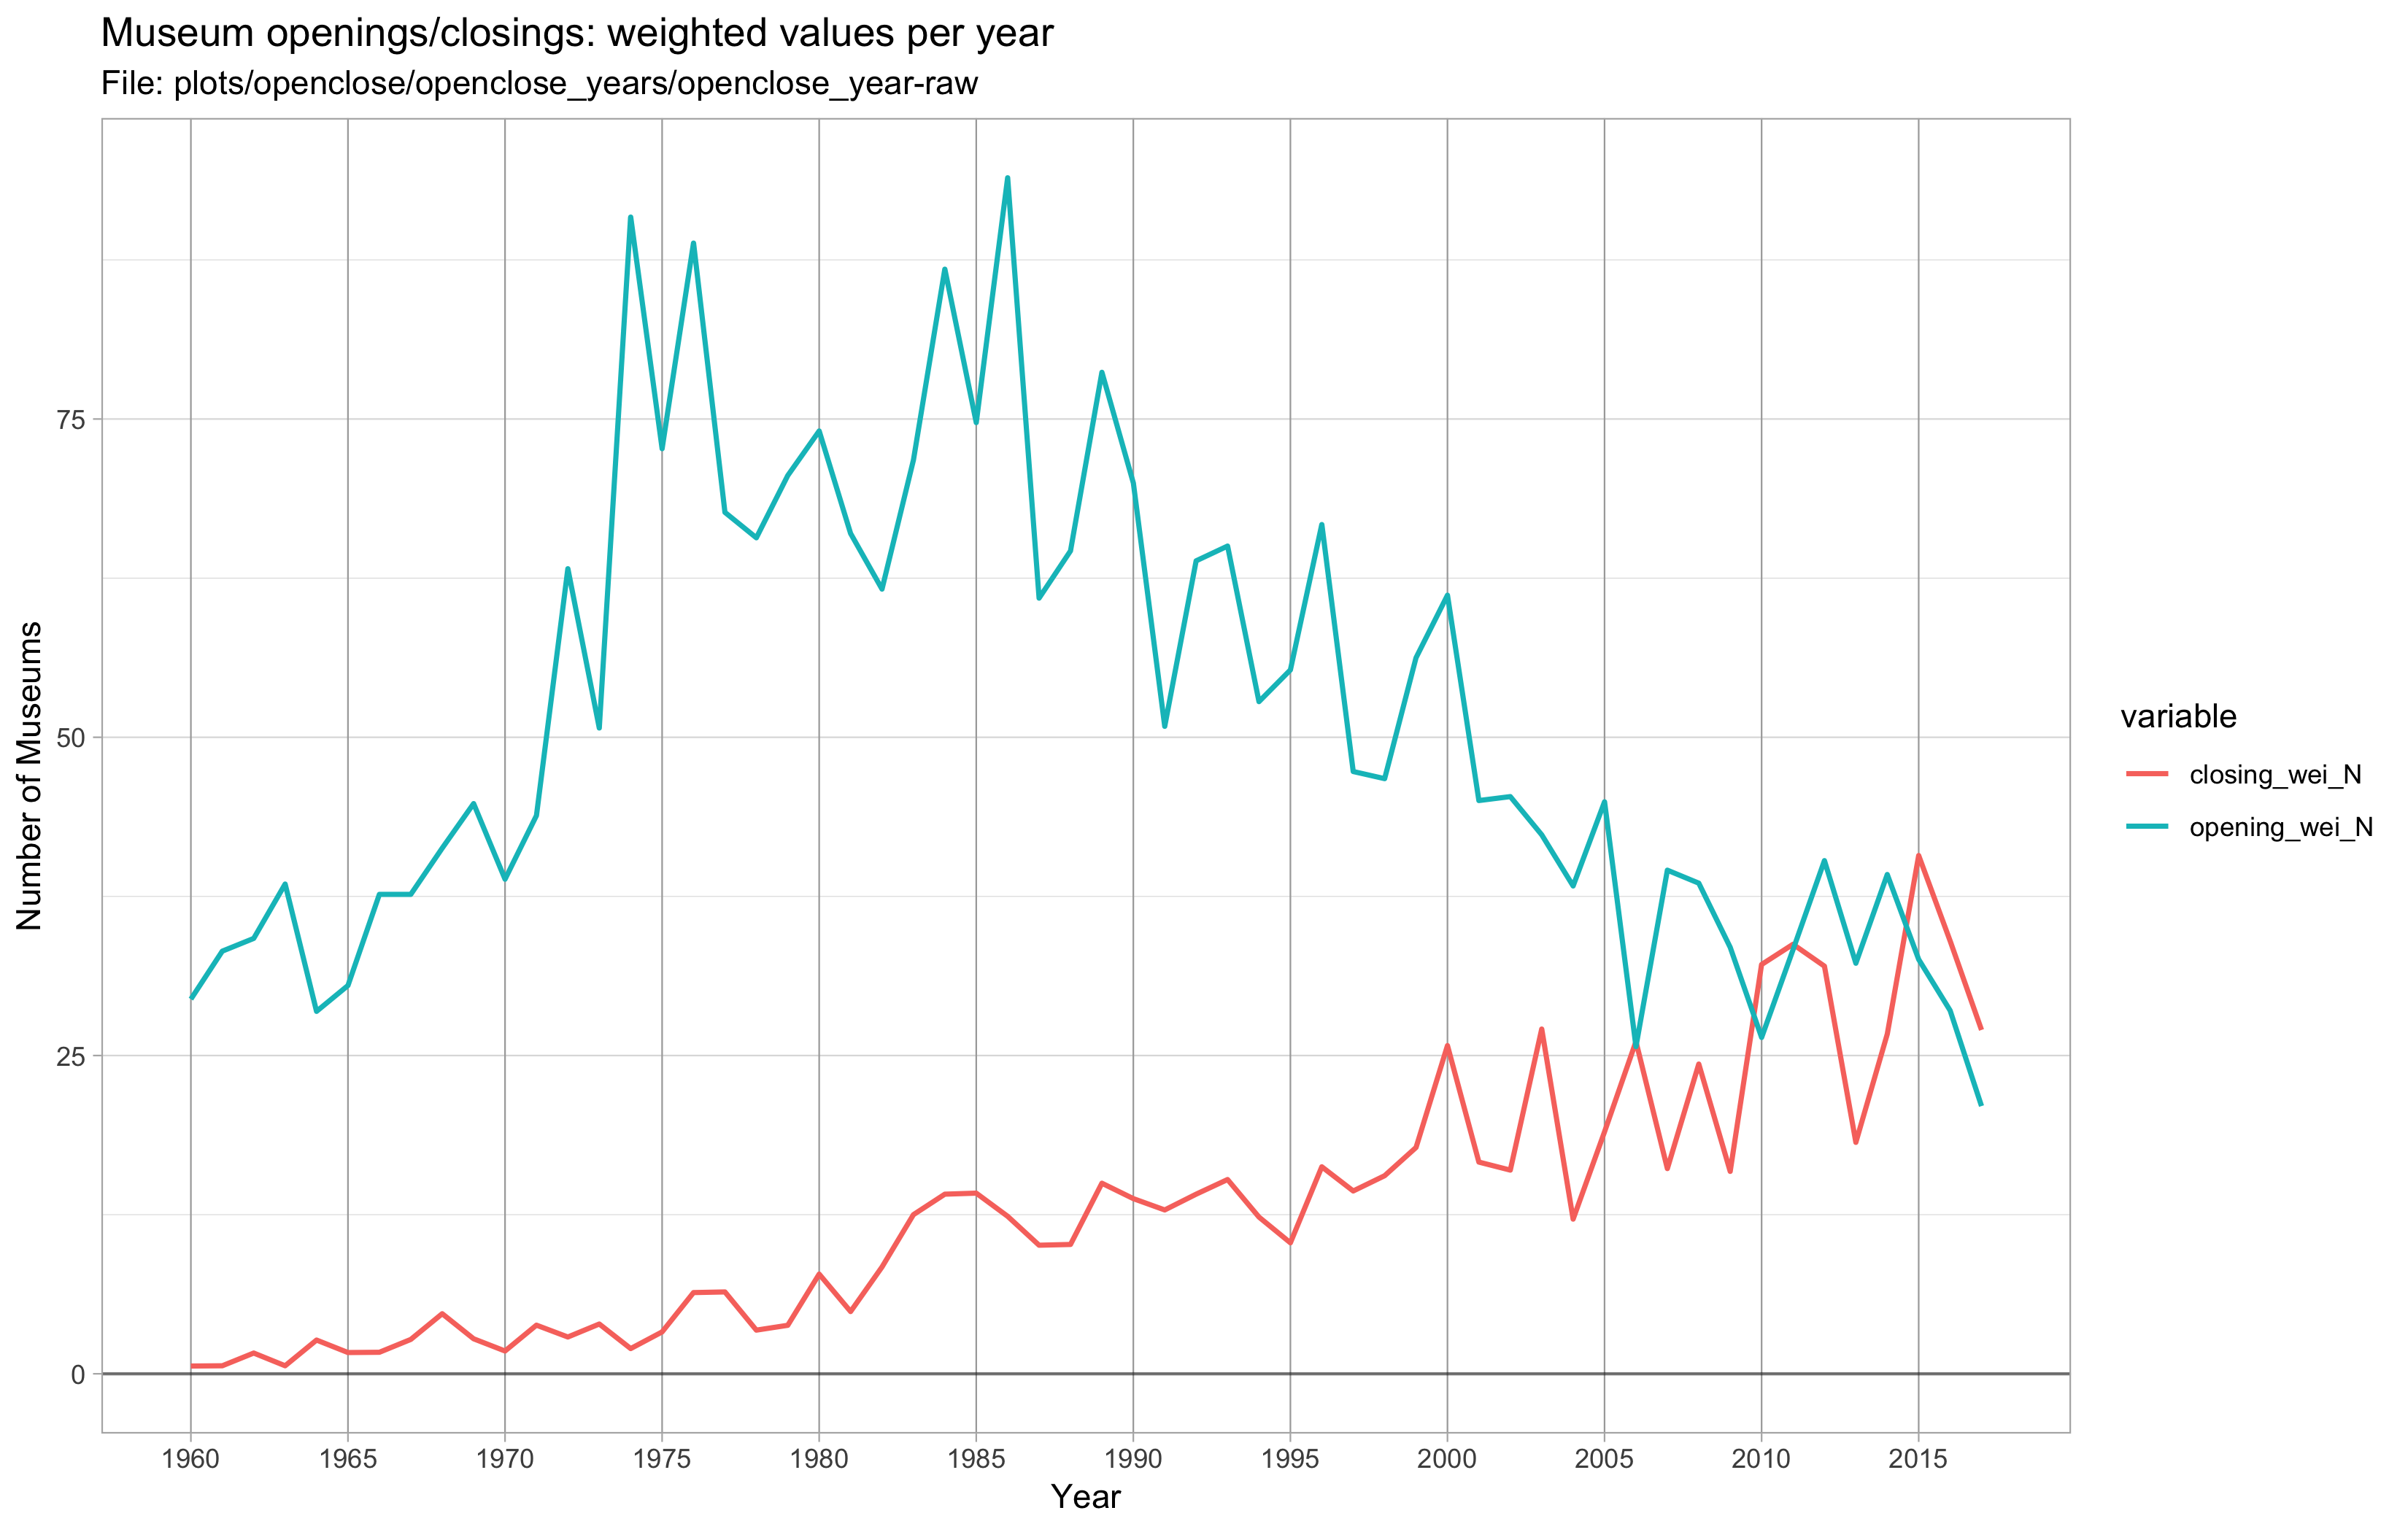 Museum openings/closings: weighted values per year
File: plots/openclose/openclose_years/openclose_year-raw
Number of Museums
75
50
25
0
1960 1965 1970 1975 1980 1985 1990 1995 2000 2005 2010 2015
Year
variable
closing_wei_N
opening_wei_N